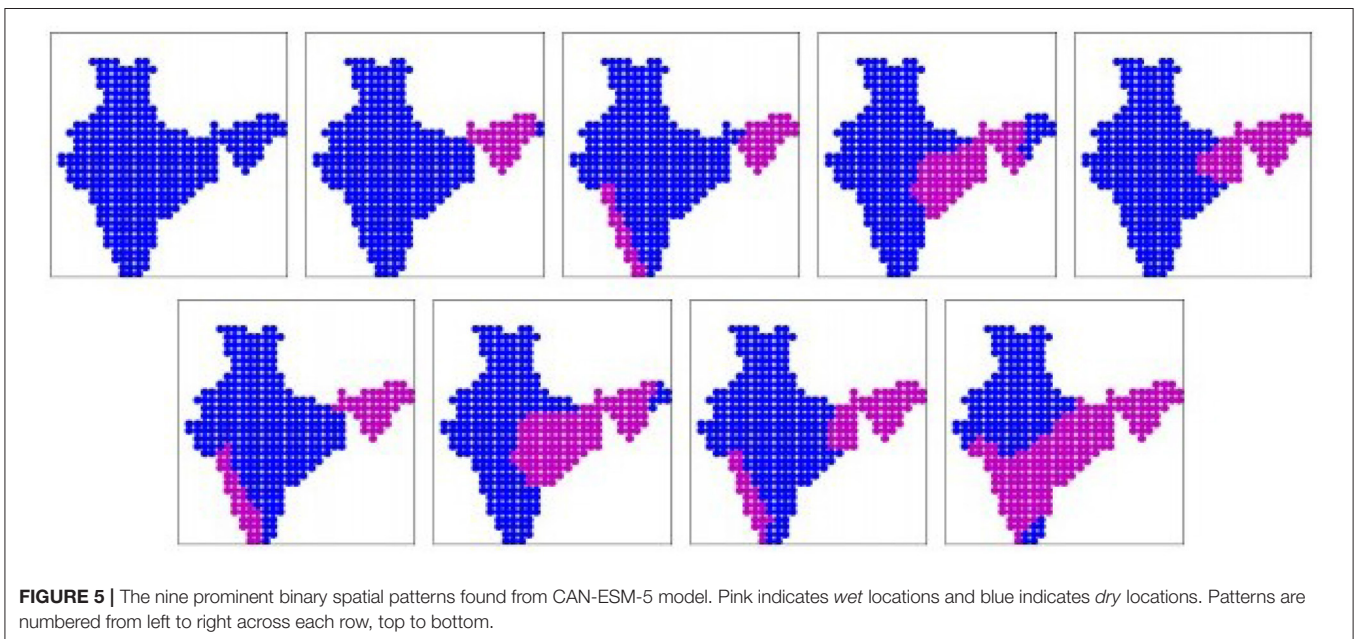 FIGURE 5 | The nine prominent binary spatial patterns found from CAN-ESM-5 model. Pink indicates wet locations and blue indicates dry locations. Patterns are
numbered from left to right across each row, top to bottom.